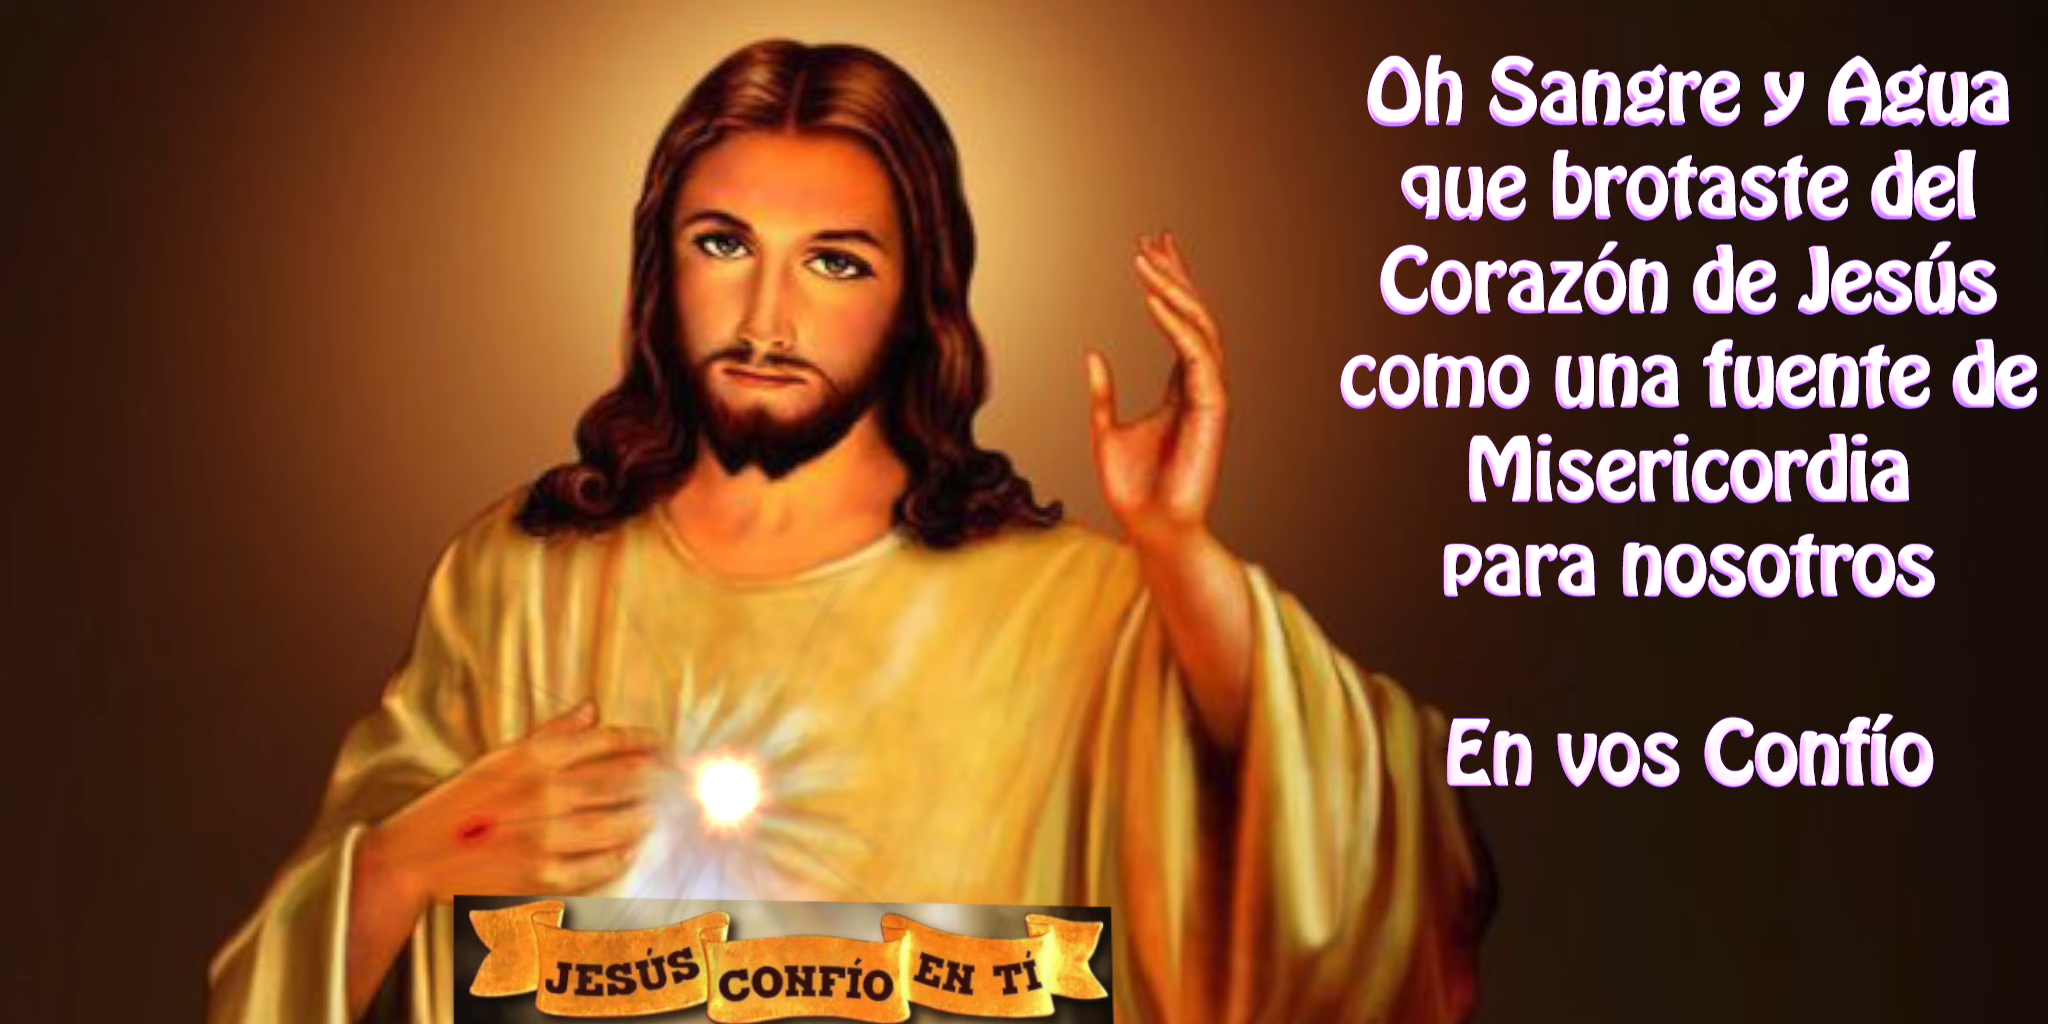 Oh Sangre y Agua
que brotaste del
Corazón de Jesús
como una fuente de
Misericordia
para nosotros
En vos Confío
JESÚS CONFÍO EN TÍ